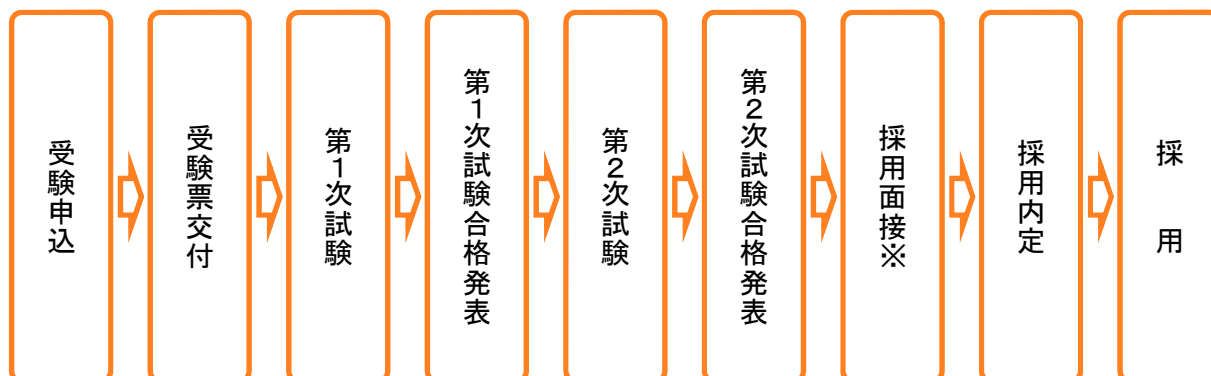 受験申込
受験票交付
第1次試験
第1次試験合格発表
第2次試験
第2次試験合格発表
採用面接※
採用内定
採用